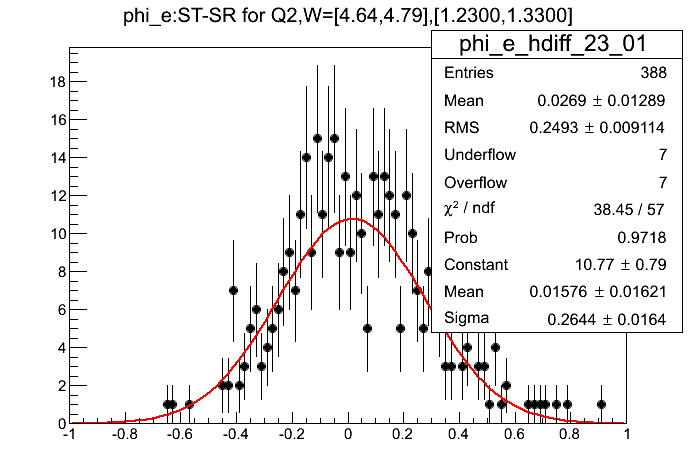 phi_e:ST-SR for Q2,W=[4.64,4.79],[1.2300,1.3300]
phi_e_hdiff_23_01
Entries 388
Mean 0.0269 ± 0.01289
RMS 0.2493 ± 0.009114
Underflow 7
Overflow 7
χ² / ndf 38.45 / 57
Prob 0.9718
Constant 10.77 ± 0.79
Mean 0.01576 ± 0.01621
Sigma 0.2644 ± 0.0164
18
16
14
12
10
8
6
4
2
0
-1 -0.8 -0.6 -0.4 -0.2 0 0.2 0.4 0.6 0.8 1